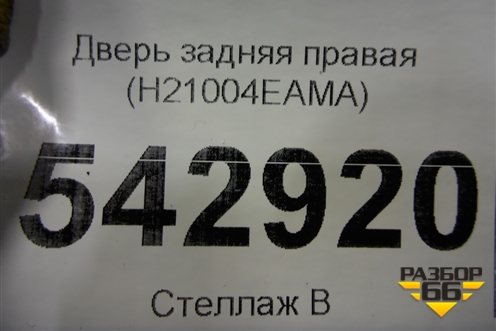 Дверь задняя правая
(H21004EAMA)
542920
Стеллаж В
РАЗБОР
66